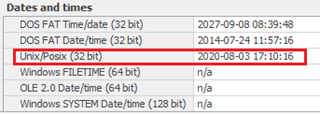 Dates and times
DOS FAT Time/date (32 bit) 2027-09-08 08:39:48
DOS FAT Date/time (32 bit) 2014-07-24 11:57:16
Unix/Posix (32 bit) 2020-08-03 17:10:16
Windows FILETIME (64 bit) n/a
OLE 2.0 Date/time (64 bit) n/a
Windows SYSTEM Date/time (128 bit) n/a